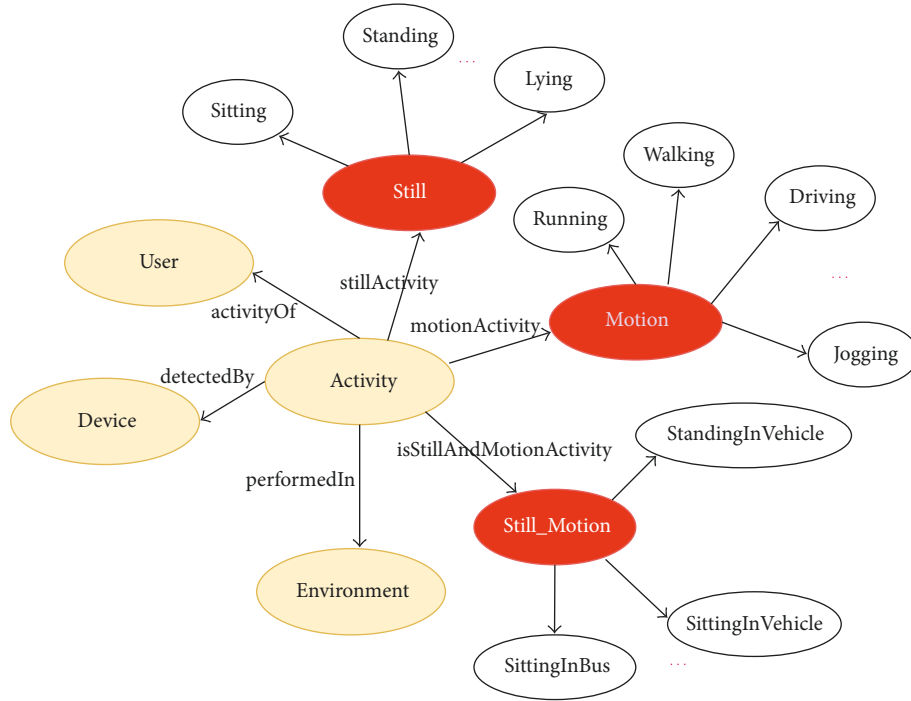 Standing
...
Lying
Sitting
Walking
Still
Driving
Running
User
stillActivity
...
activityOf
motionActivity
Motion
Jogging
detectedBy
Activity
Device
StandingInVehicle
isStillAndMotionActivity
performedIn
Still_Motion
Environment
SittingInVehicle
SittingInBus
...